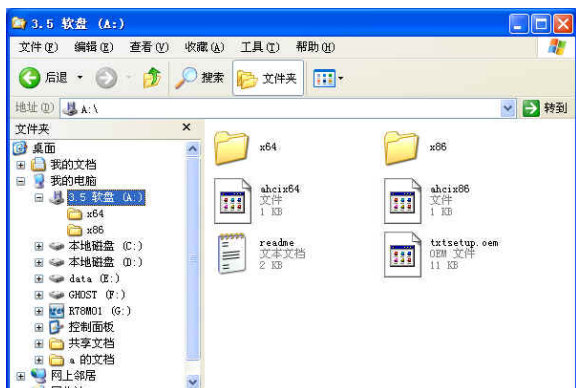 3.5 软盘 (A:)
文件(F) 编辑(E) 查看(V) 收藏(A) 工具(T) 帮助(H)
后退 搜索 文件夹
地址(D) A:\ 转到
文件夹
桌面
我的文档
我的电脑
3.5 软盘 (A:)
x64
x86
本地磁盘 (C:)
本地磁盘 (D:)
data (E:)
GHOST (F:)
R78M01 (G:)
控制面板
共享文档
a 的文档
网上邻居
x64
x86
ahcix64
文件
1 KB
ahcix86
文件
1 KB
readme
文本文档
2 KB
txtsetup.oem
OEM 文件
11 KB